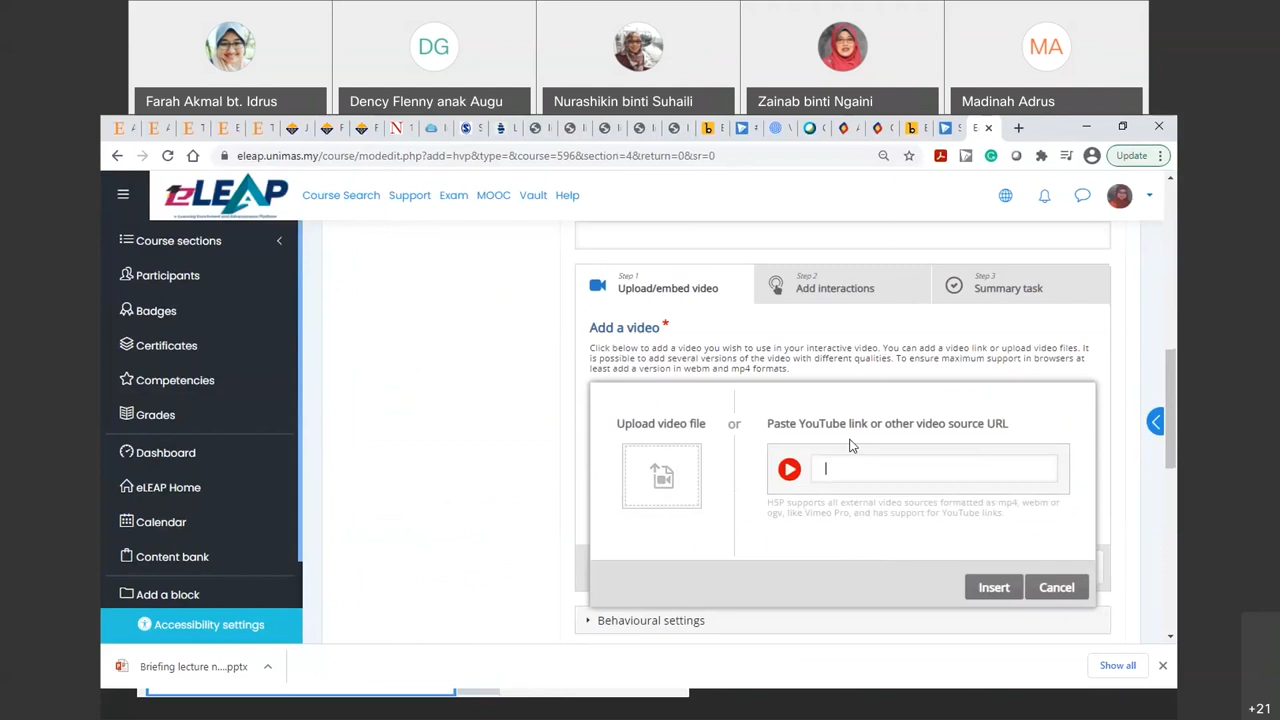 DG
MA
Farah Akmal bt. Idrus
Dency Flenny anak Augu
Nurashikin binti Suhaili
Zainab binti Ngaini
Madinah Adrus
eleap.unimas.my/course/modedit.php?add=hvp&type=&course=596&section=4&return=0&sr=0
Update
eLEAP
Course Search
Support
Exam
MOOC
Vault
Help
Course sections
Participants
Badges
Certificates
Competencies
Grades
Dashboard
eLEAP Home
Calendar
Content bank
Add a block
Accessibility settings
Step 1
Upload/embed video
Step 2
Add interactions
Step 3
Summary task
Add a video *
Click below to add a video you wish to use in your interactive video. You can add a video link or upload video files. It
is possible to add several versions of the video with different qualities. To ensure maximum support in browsers at
least add a version in webm and mp4 formats.
Upload video file
or
Paste YouTube link or other video source URL
H5P supports all external video sources formatted as mp4, webm or
ogv, like Vimeo Pro, and has support for YouTube links.
Insert
Cancel
Behavioural settings
Briefing lecture n....pptx
Show all
+21